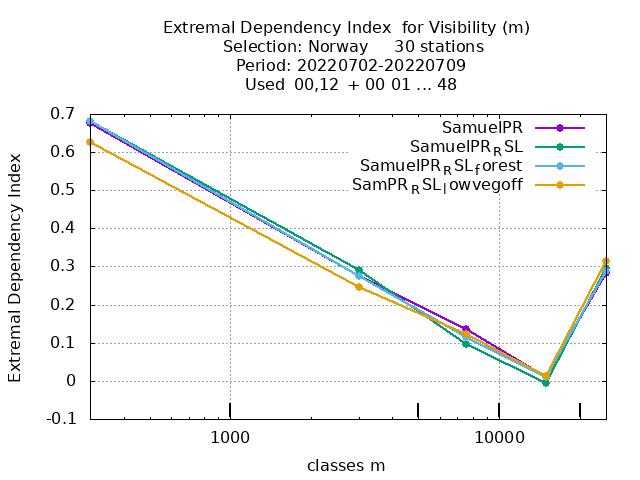 Extremal Dependency Index  for Visibility (m)
Selection: Norway     30 stations
Period: 20220702-20220709
Used  00,12  + 00 01 ... 48
Extremal Dependency Index
0.7
0.6
0.5
0.4
0.3
0.2
0.1
0
-0.1
SamuelPR
SamuelPR_RSL
SamuelPR_RSL_forest
SamPR_RSL_lowvegoff
1000
10000
classes m